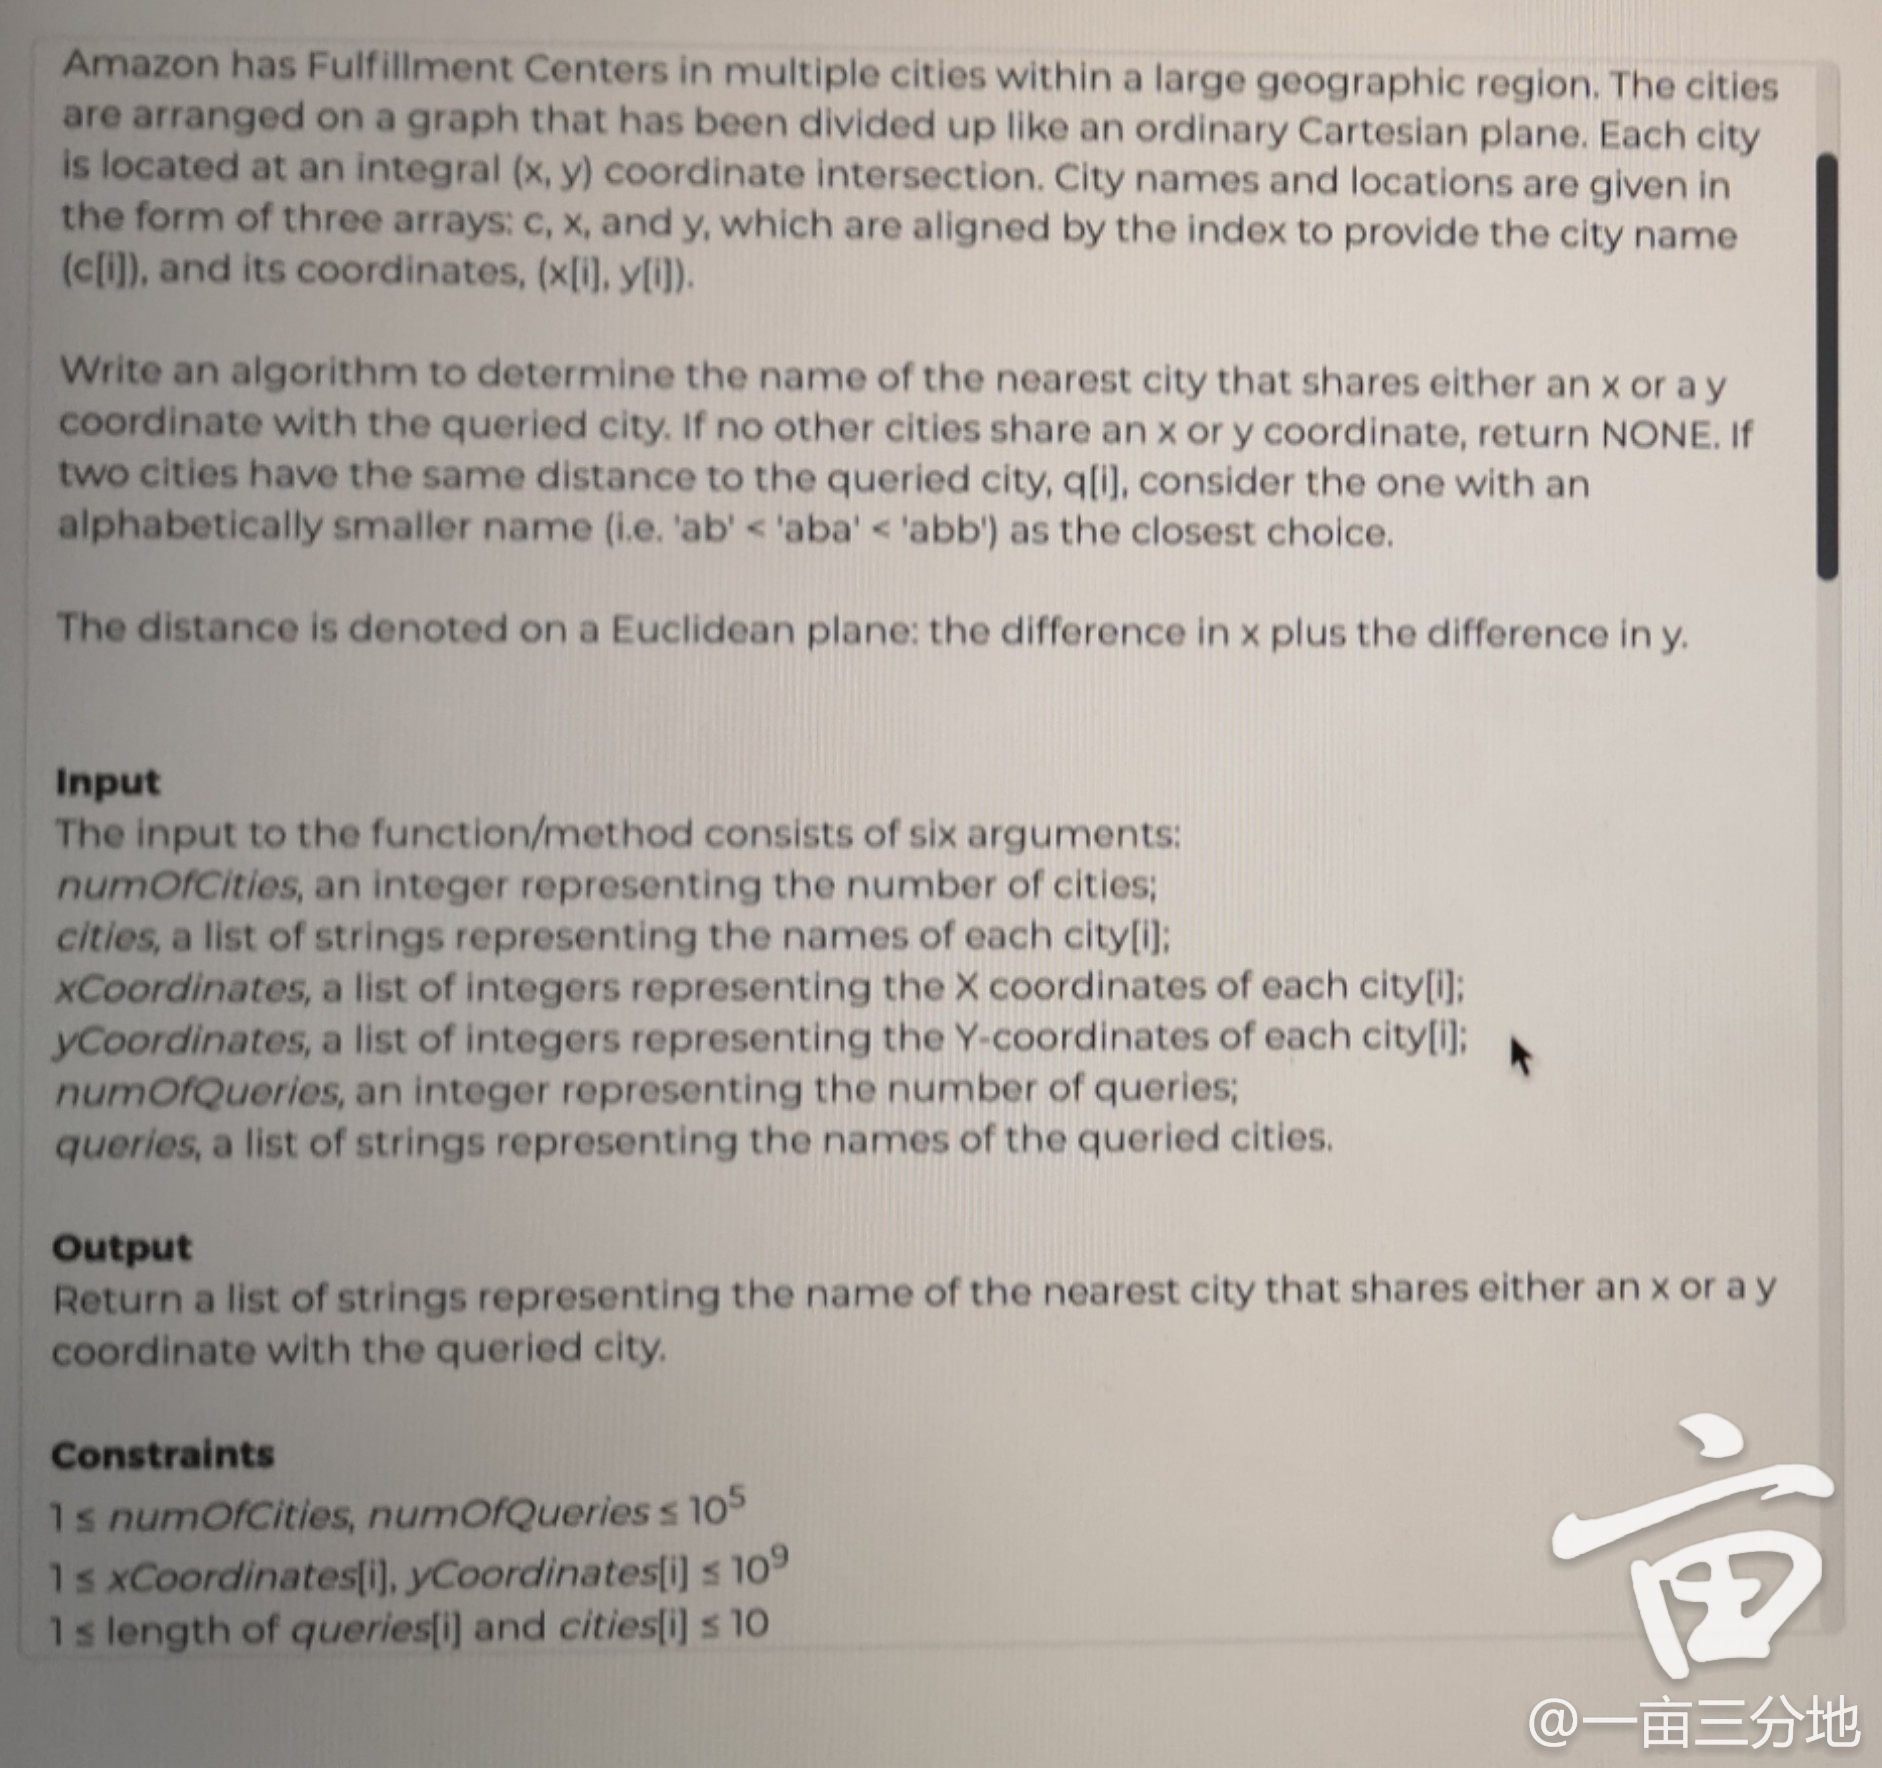 Amazon has Fulfillment Centers in multiple cities within a large geographic region. The cities
are arranged on a graph that has been divided up like an ordinary Cartesian plane. Each city
is located at an integral (x, y) coordinate intersection. City names and locations are given in
the form of three arrays: c, x, and y, which are aligned by the index to provide the city name
(c[i]), and its coordinates, (x[i], y[i]).
Write an algorithm to determine the name of the nearest city that shares either an x or a y
coordinate with the queried city. If no other cities share an x or y coordinate, return NONE. If
two cities have the same distance to the queried city, q[i], consider the one with an
alphabetically smaller name (i.e. 'ab' < 'aba' < 'abb') as the closest choice.
The distance is denoted on a Euclidean plane: the difference in x plus the difference in y.
Input
The input to the function/method consists of six arguments:
numOfCities, an integer representing the number of cities;
cities, a list of strings representing the names of each city[i];
xCoordinates, a list of integers representing the X coordinates of each city[i];
yCoordinates, a list of integers representing the Y-coordinates of each city[i];
numOfQueries, an integer representing the number of queries;
queries, a list of strings representing the names of the queried cities.
Output
Return a list of strings representing the name of the nearest city that shares either an x or a y
coordinate with the queried city.
Constraints
1 ≤ numOfCities, numOfQueries ≤ 10⁵
1 ≤ xCoordinates[i], yCoordinates[i] ≤ 10⁹
1 ≤ length of queries[i] and cities[i] ≤ 10
亩
@一亩三分地